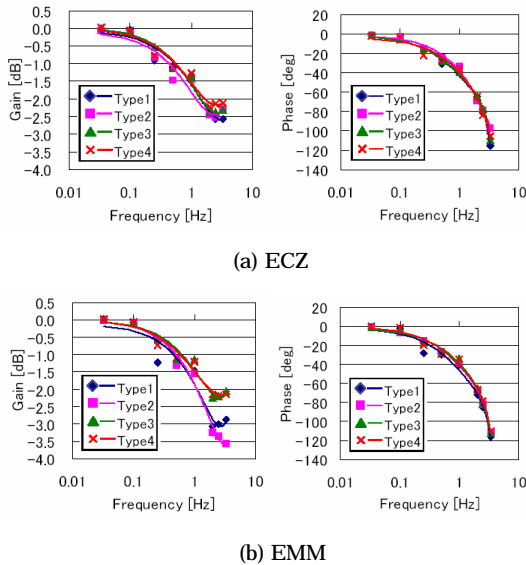 0.5
0.0
-0.5
-1.0
-1.5
-2.0
-2.5
-3.0
-3.5
-4.0
Gain [dB]
Type1
Type2
Type3
Type4
0.01 0.1 1 10
Frequency [Hz]
20
0
-20
-40
-60
-80
-100
-120
-140
Phase [deg]
Type1
Type2
Type3
Type4
0.01 0.1 1 10
Frequency [Hz]
(a) ECZ
0.5
0.0
-0.5
-1.0
-1.5
-2.0
-2.5
-3.0
-3.5
-4.0
Gain [dB]
Type1
Type2
Type3
Type4
0.01 0.1 1 10
Frequency [Hz]
20
0
-20
-40
-60
-80
-100
-120
-140
Phase [deg]
Type1
Type2
Type3
Type4
0.01 0.1 1 10
Frequency [Hz]
(b) EMM